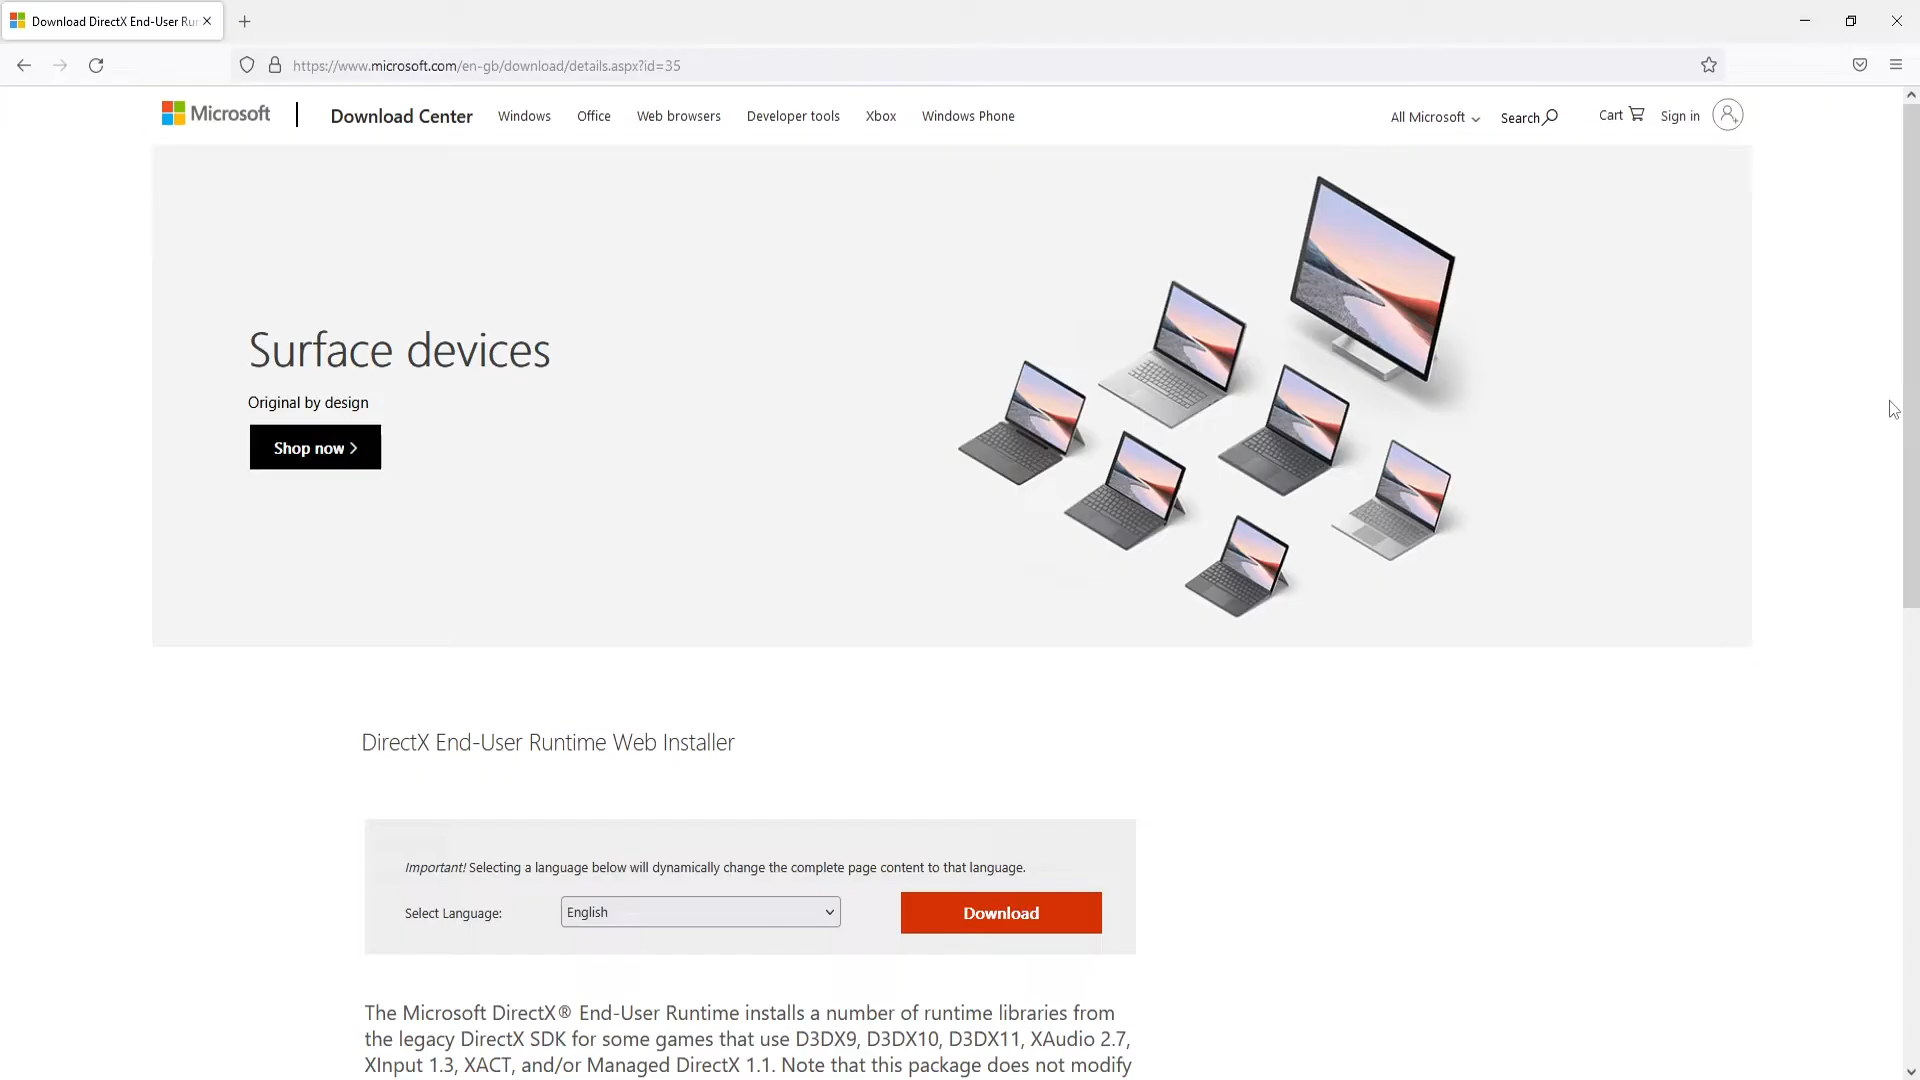 Download DirectX End-User Ru
https://www.microsoft.com/en-gb/download/details.aspx?id=35
Microsoft
Download Center
Windows
Office
Web browsers
Developer tools
Xbox
Windows Phone
All Microsoft
Search
Cart
Sign in
Surface devices
Original by design
Shop now
DirectX End-User Runtime Web Installer
Important! Selecting a language below will dynamically change the complete page content to that language.
Select Language:
English
Download
The Microsoft DirectX® End-User Runtime installs a number of runtime libraries from
the legacy DirectX SDK for some games that use D3DX9, D3DX10, D3DX11, XAudio 2.7,
XInput 1.3, XACT, and/or Managed DirectX 1.1. Note that this package does not modify